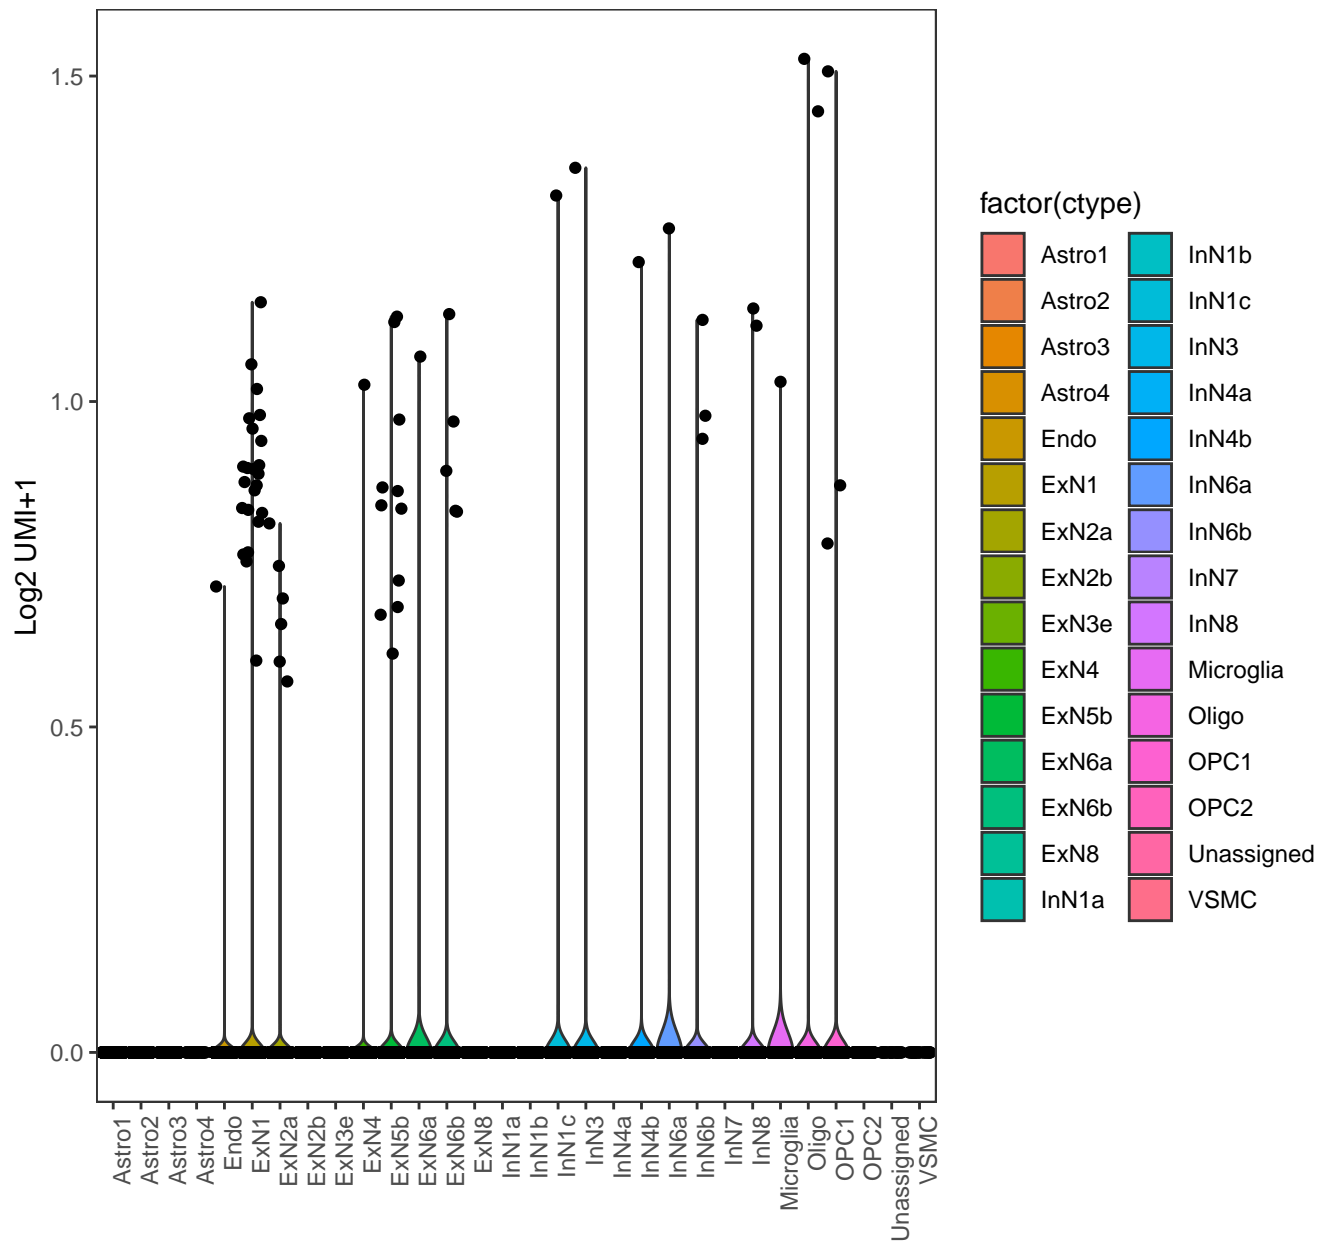 Log2 UMI+1
1.5
1.0
0.5
0.0
Astro1
Astro2
Astro3
Astro4
Endo
ExN1
ExN2a
ExN2b
ExN3e
ExN4
ExN5b
ExN6a
ExN6b
ExN8
InN1a
InN1b
InN1c
InN3
InN4a
InN4b
InN6a
InN6b
InN7
InN8
Microglia
Oligo
OPC1
OPC2
Unassigned
VSMC
factor(ctype)
Astro1
Astro2
Astro3
Astro4
Endo
ExN1
ExN2a
ExN2b
ExN3e
ExN4
ExN5b
ExN6a
ExN6b
ExN8
InN1a
InN1b
InN1c
InN3
InN4a
InN4b
InN6a
InN6b
InN7
InN8
Microglia
Oligo
OPC1
OPC2
Unassigned
VSMC